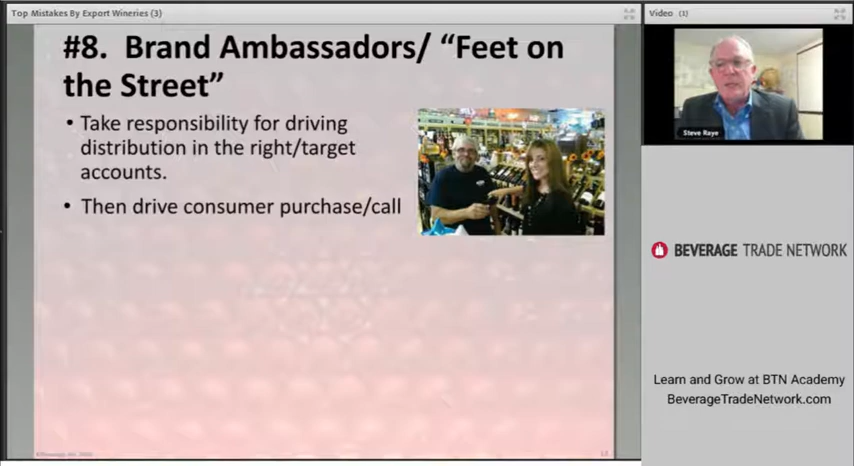 Top Mistakes By Export Wineries (3)
#8. Brand Ambassadors/ “Feet on
the Street”
• Take responsibility for driving
distribution in the right/target
accounts.
• Then drive consumer purchase/call
Video (1)
Steve Raye
BEVERAGE TRADE NETWORK
Learn and Grow at BTN Academy
BeverageTradeNetwork.com